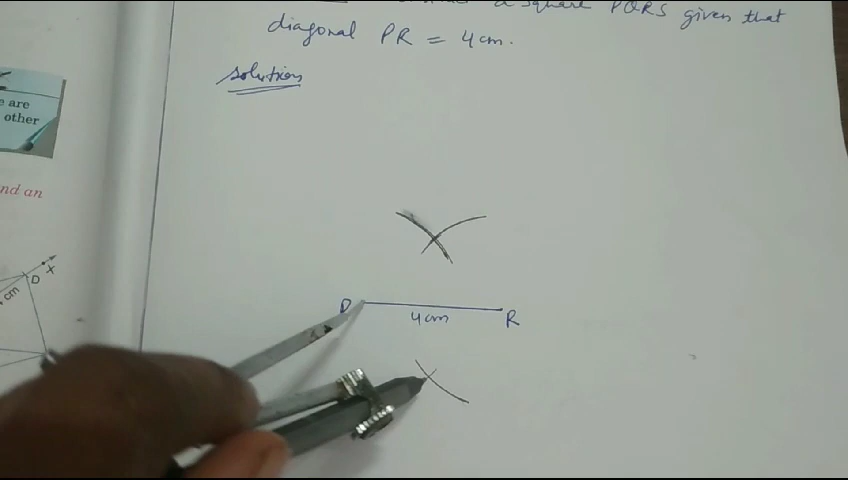 a square PQRS given that
diagonal PR = 4cm.
solution
e are
other
nd an
X
D
cm
P
4cm
R